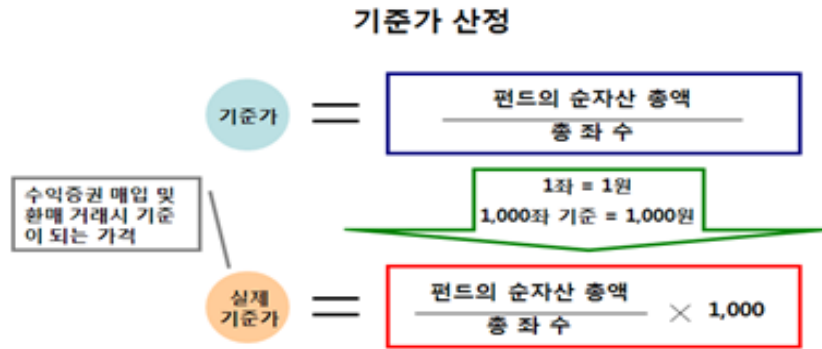 기준가 산정
기준가
=
펀드의 순자산 총액
총 좌 수
1좌 = 1원
1,000좌 기준 = 1,000원
수익증권 매입 및
환매 거래시 기준
이 되는 가격
실제
기준가
=
펀드의 순자산 총액
총 좌 수
× 1,000